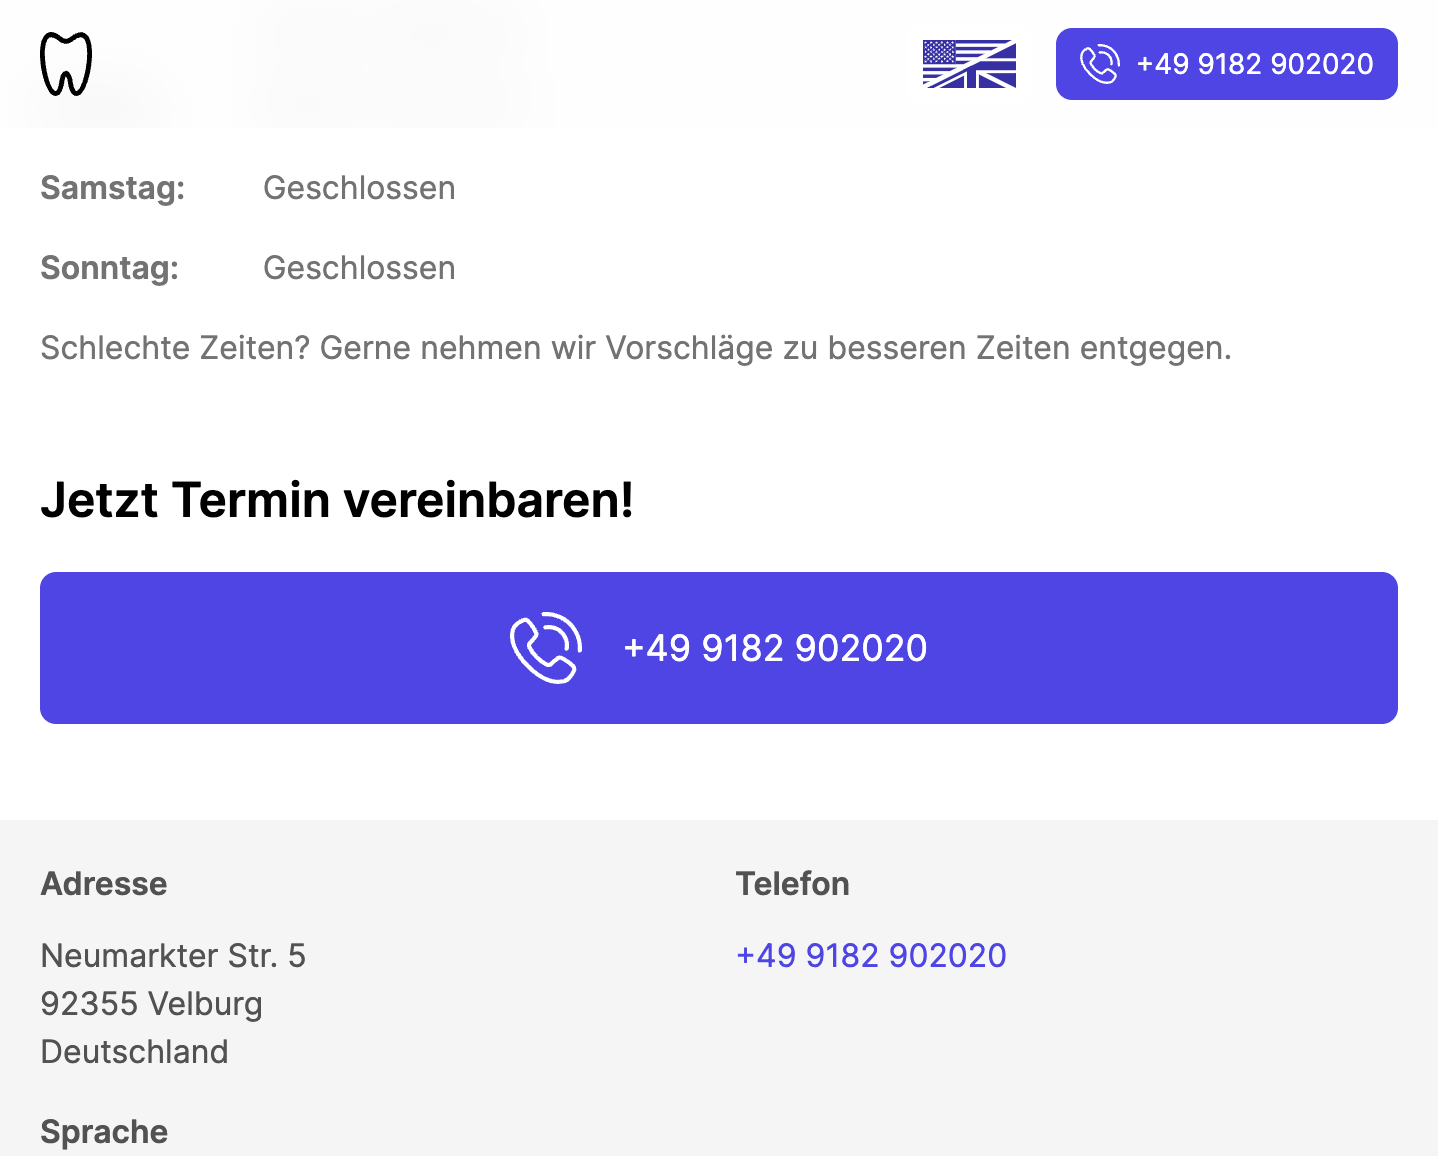 +49 9182 902020
Samstag: Geschlossen
Sonntag: Geschlossen
Schlechte Zeiten? Gerne nehmen wir Vorschläge zu besseren Zeiten entgegen.
Jetzt Termin vereinbaren!
+49 9182 902020
Adresse
Neumarkter Str. 5
92355 Velburg
Deutschland
Telefon
+49 9182 902020
Sprache